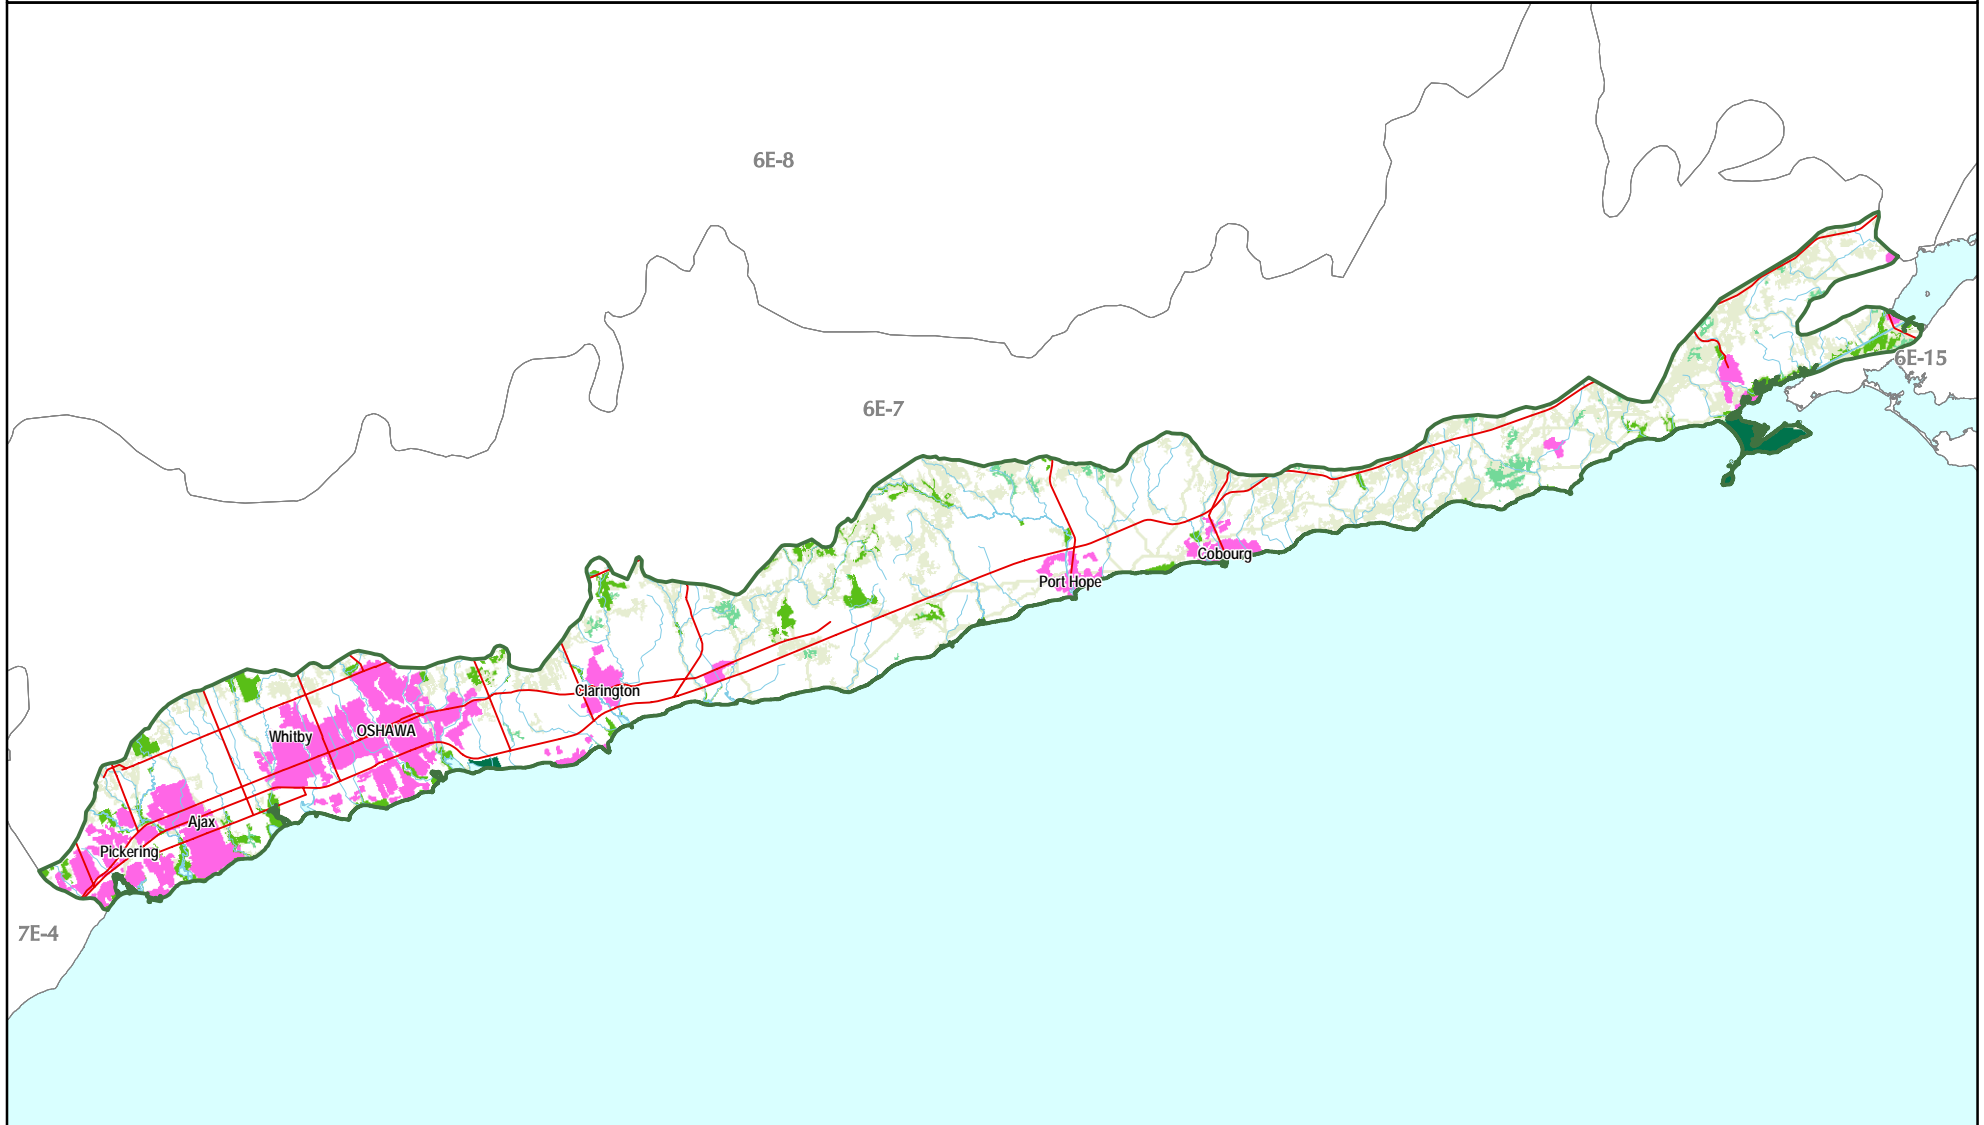 6E-8
6E-7
6E-15
Cobourg
Port Hope
Clarington
OSHAWA
Whitby
Ajax
Pickering
7E-4